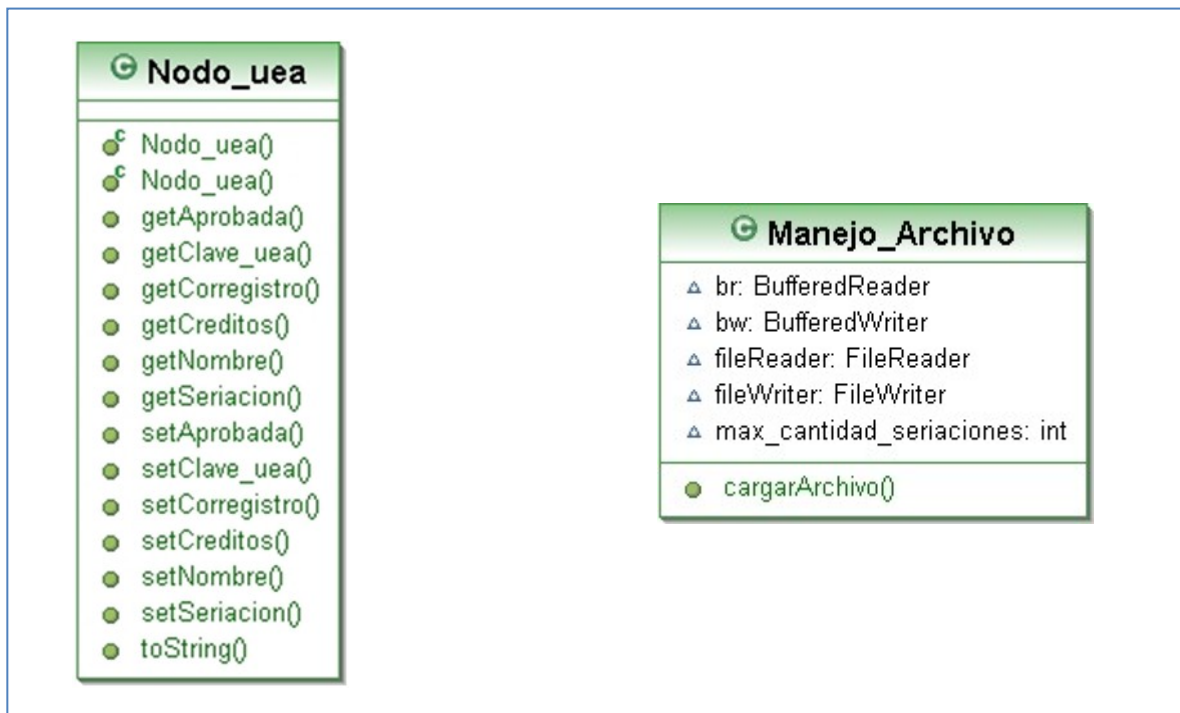 Nodo_uea
Nodo_uea()
Nodo_uea()
getAprobada()
getClave_uea()
getCorregistro()
getCreditos()
getNombre()
getSeriacion()
setAprobada()
setClave_uea()
setCorregistro()
setCreditos()
setNombre()
setSeriacion()
toString()
Manejo_Archivo
br: BufferedReader
bw: BufferedWriter
fileReader: FileReader
fileWriter: FileWriter
max_cantidad_seriaciones: int
cargarArchivo()